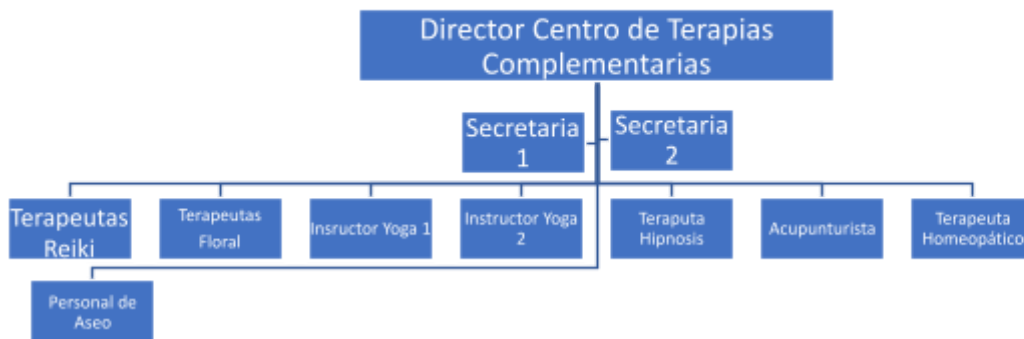 Director Centro de Terapias
Complementarias
Secretaria
1
Secretaria
2
Terapeutas
Reiki
Terapeutas
Floral
Insructor Yoga 1
Instructor Yoga
2
Teraputa
Hipnosis
Acupunturista
Terapeuta
Homeopático
Personal de
Aseo